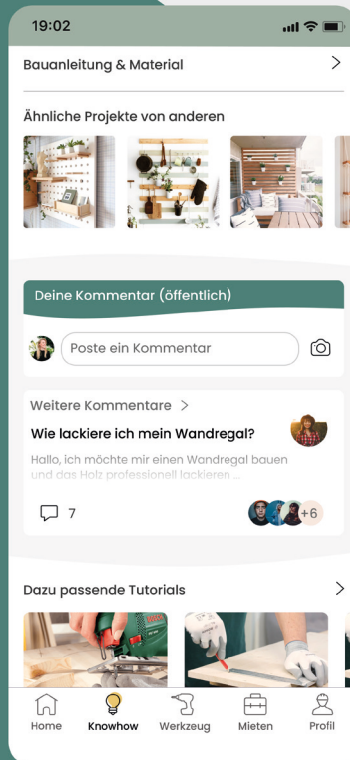 19:02
Bauanleitung & Material
Ähnliche Projekte von anderen
Deine Kommentar (öffentlich)
Poste ein Kommentar
Weitere Kommentare
Wie lackiere ich mein Wandregal?
Hallo, ich möchte mir einen Wandregal bauen
und das Holz professionell lackieren ...
7
+6
Dazu passende Tutorials
Home
Knowhow
Werkzeug
Mieten
Profil